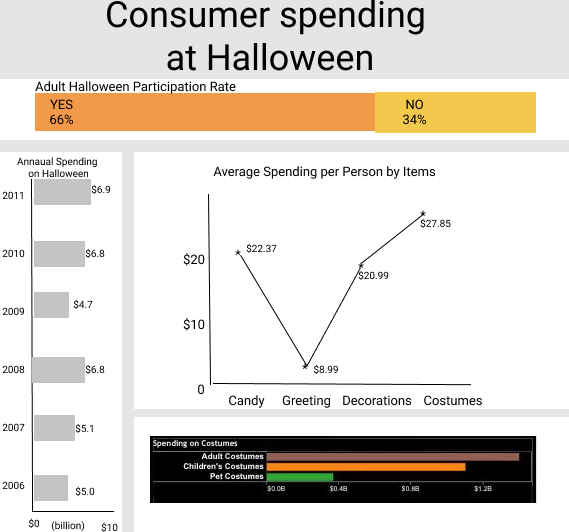 Consumer spending
at Halloween
Adult Halloween Participation Rate
YES
66%
NO
34%
Annaual Spending
on Halloween
2011
$6.9
2010
$6.8
2009
$4.7
2008
$6.8
2007
$5.1
2006
$5.0
$0
(billion)
$10
Average Spending per Person by Items
$20
$10
0
$22.37
$8.99
$20.99
$27.85
Candy
Greeting
Decorations
Costumes
Spending on Costumes
Adult Costumes
Children's Costumes
Pet Costumes
$0.0B
$0.4B
$0.8B
$1.2B